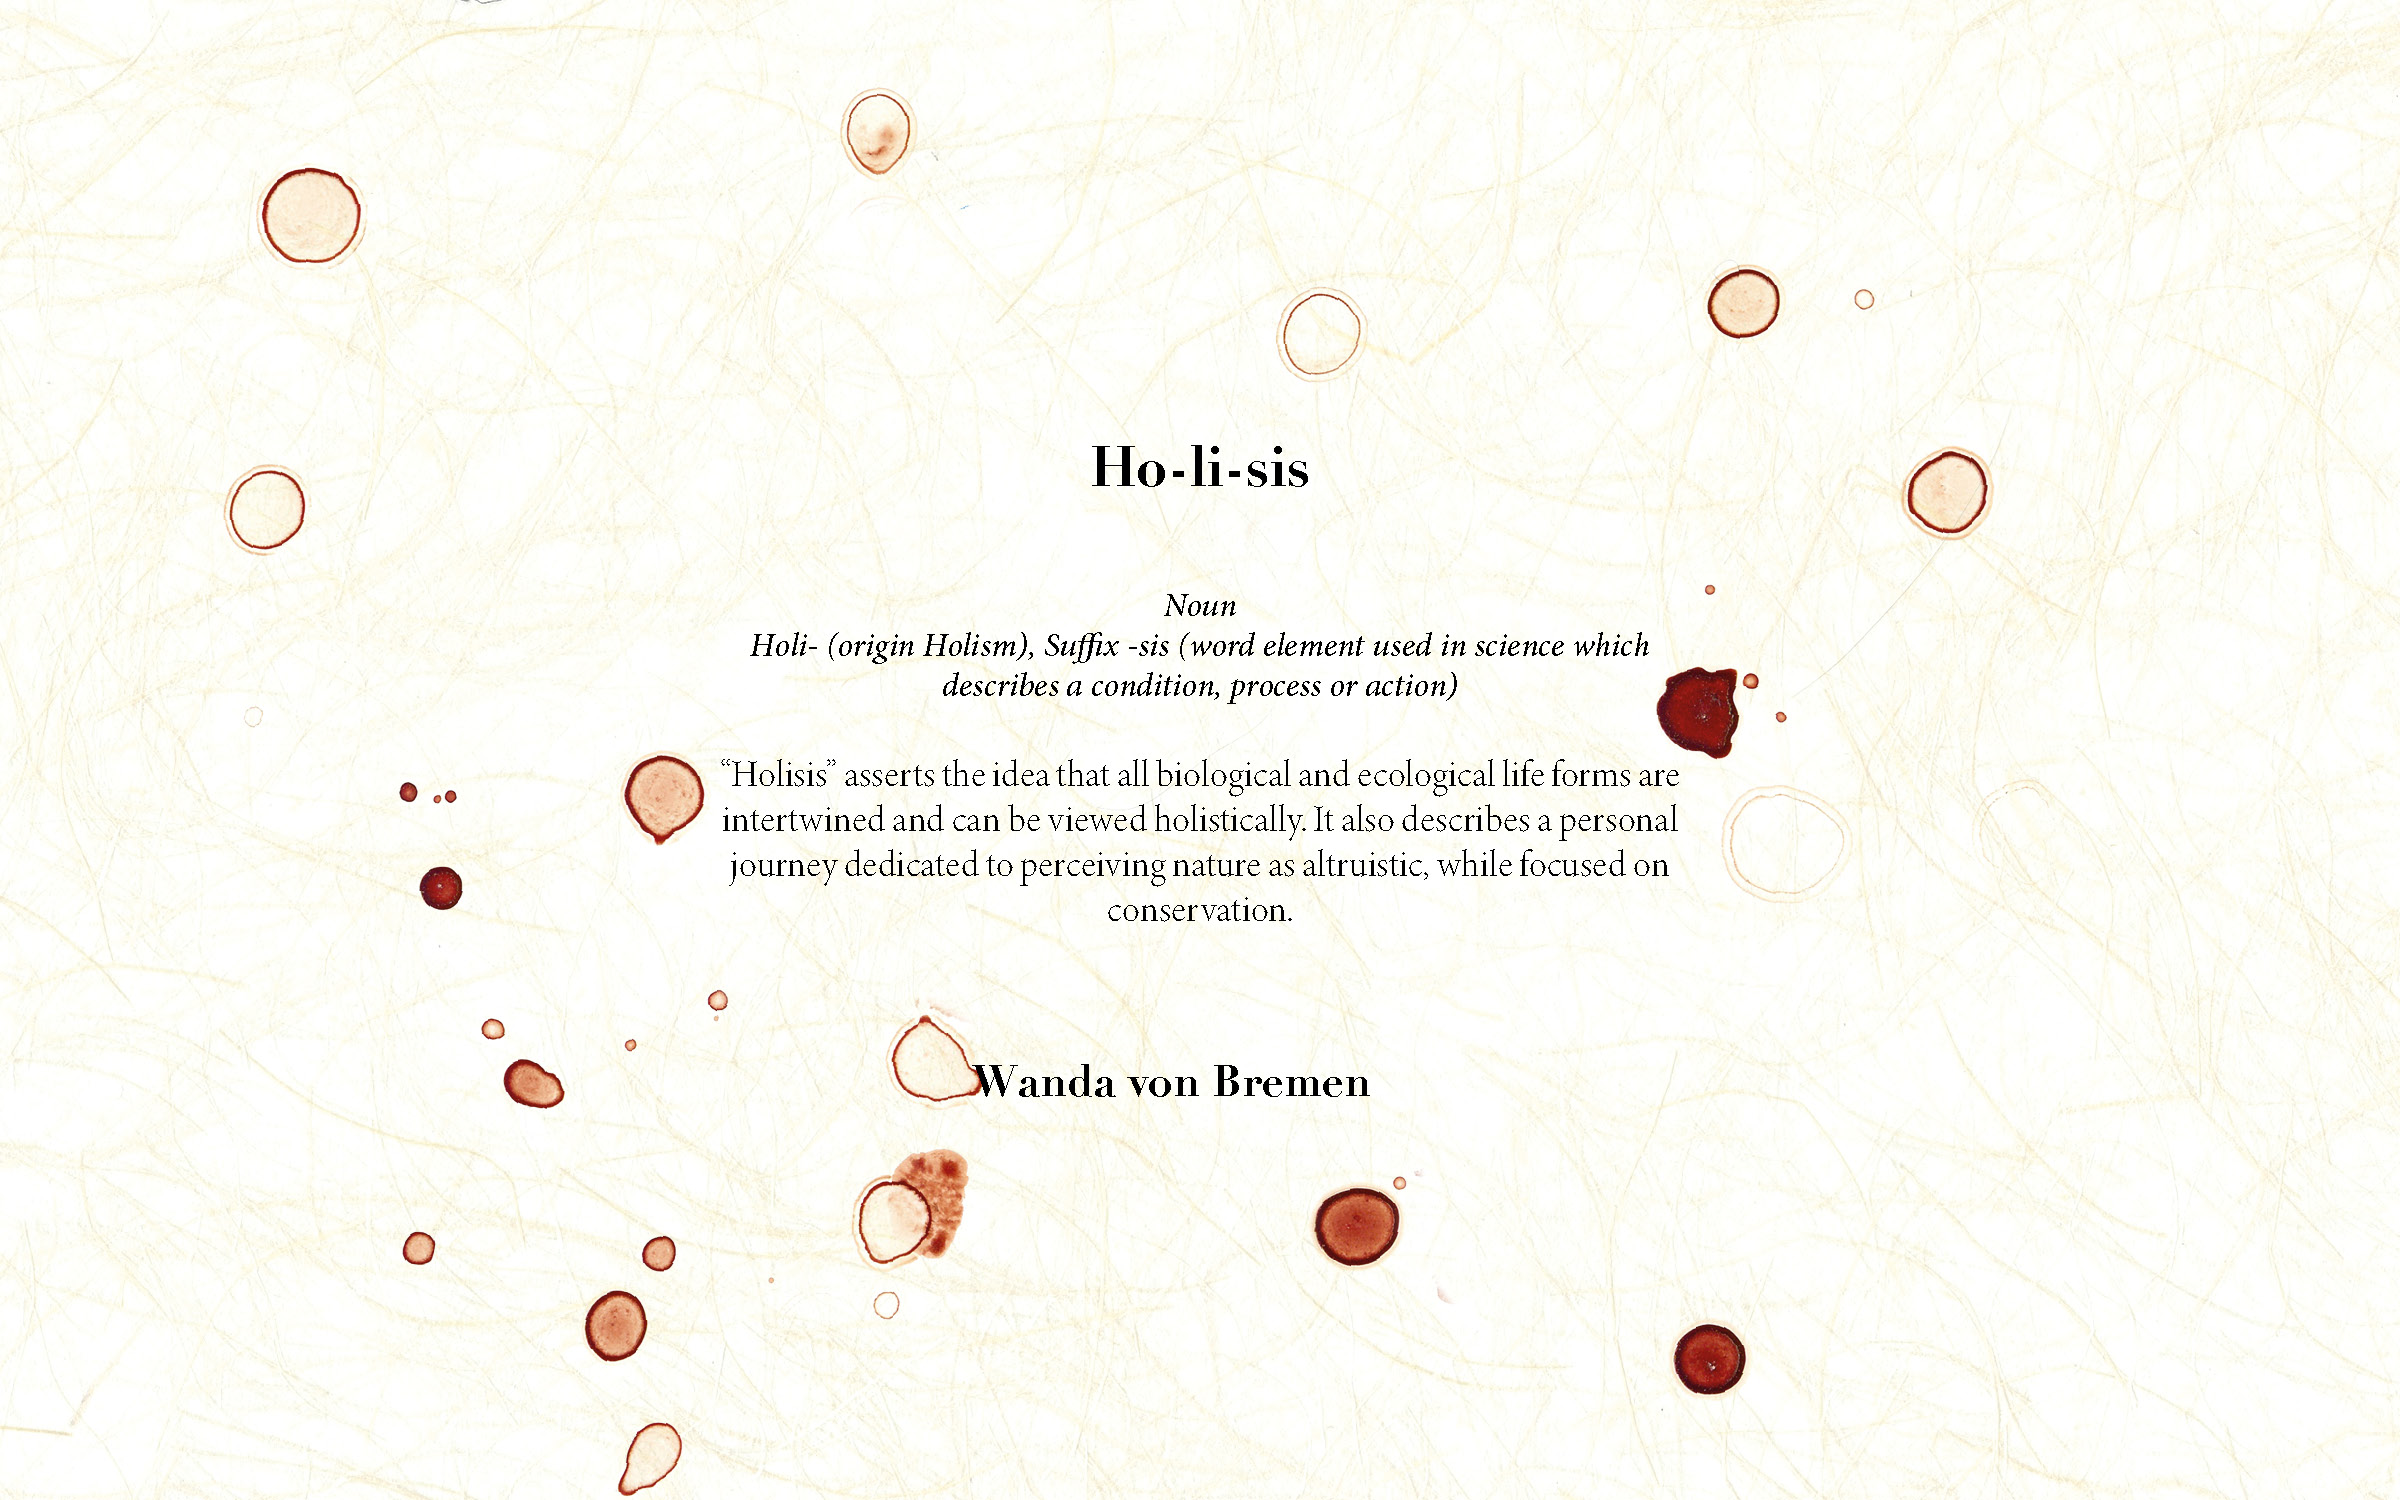 Ho-li-sis
Noun
Holi- (origin Holism), Suffix -sis (word element used in science which
describes a condition, process or action)
“Holisis” asserts the idea that all biological and ecological life forms are
intertwined and can be viewed holistically. It also describes a personal
journey dedicated to perceiving nature as altruistic, while focused on
conservation.
Wanda von Bremen